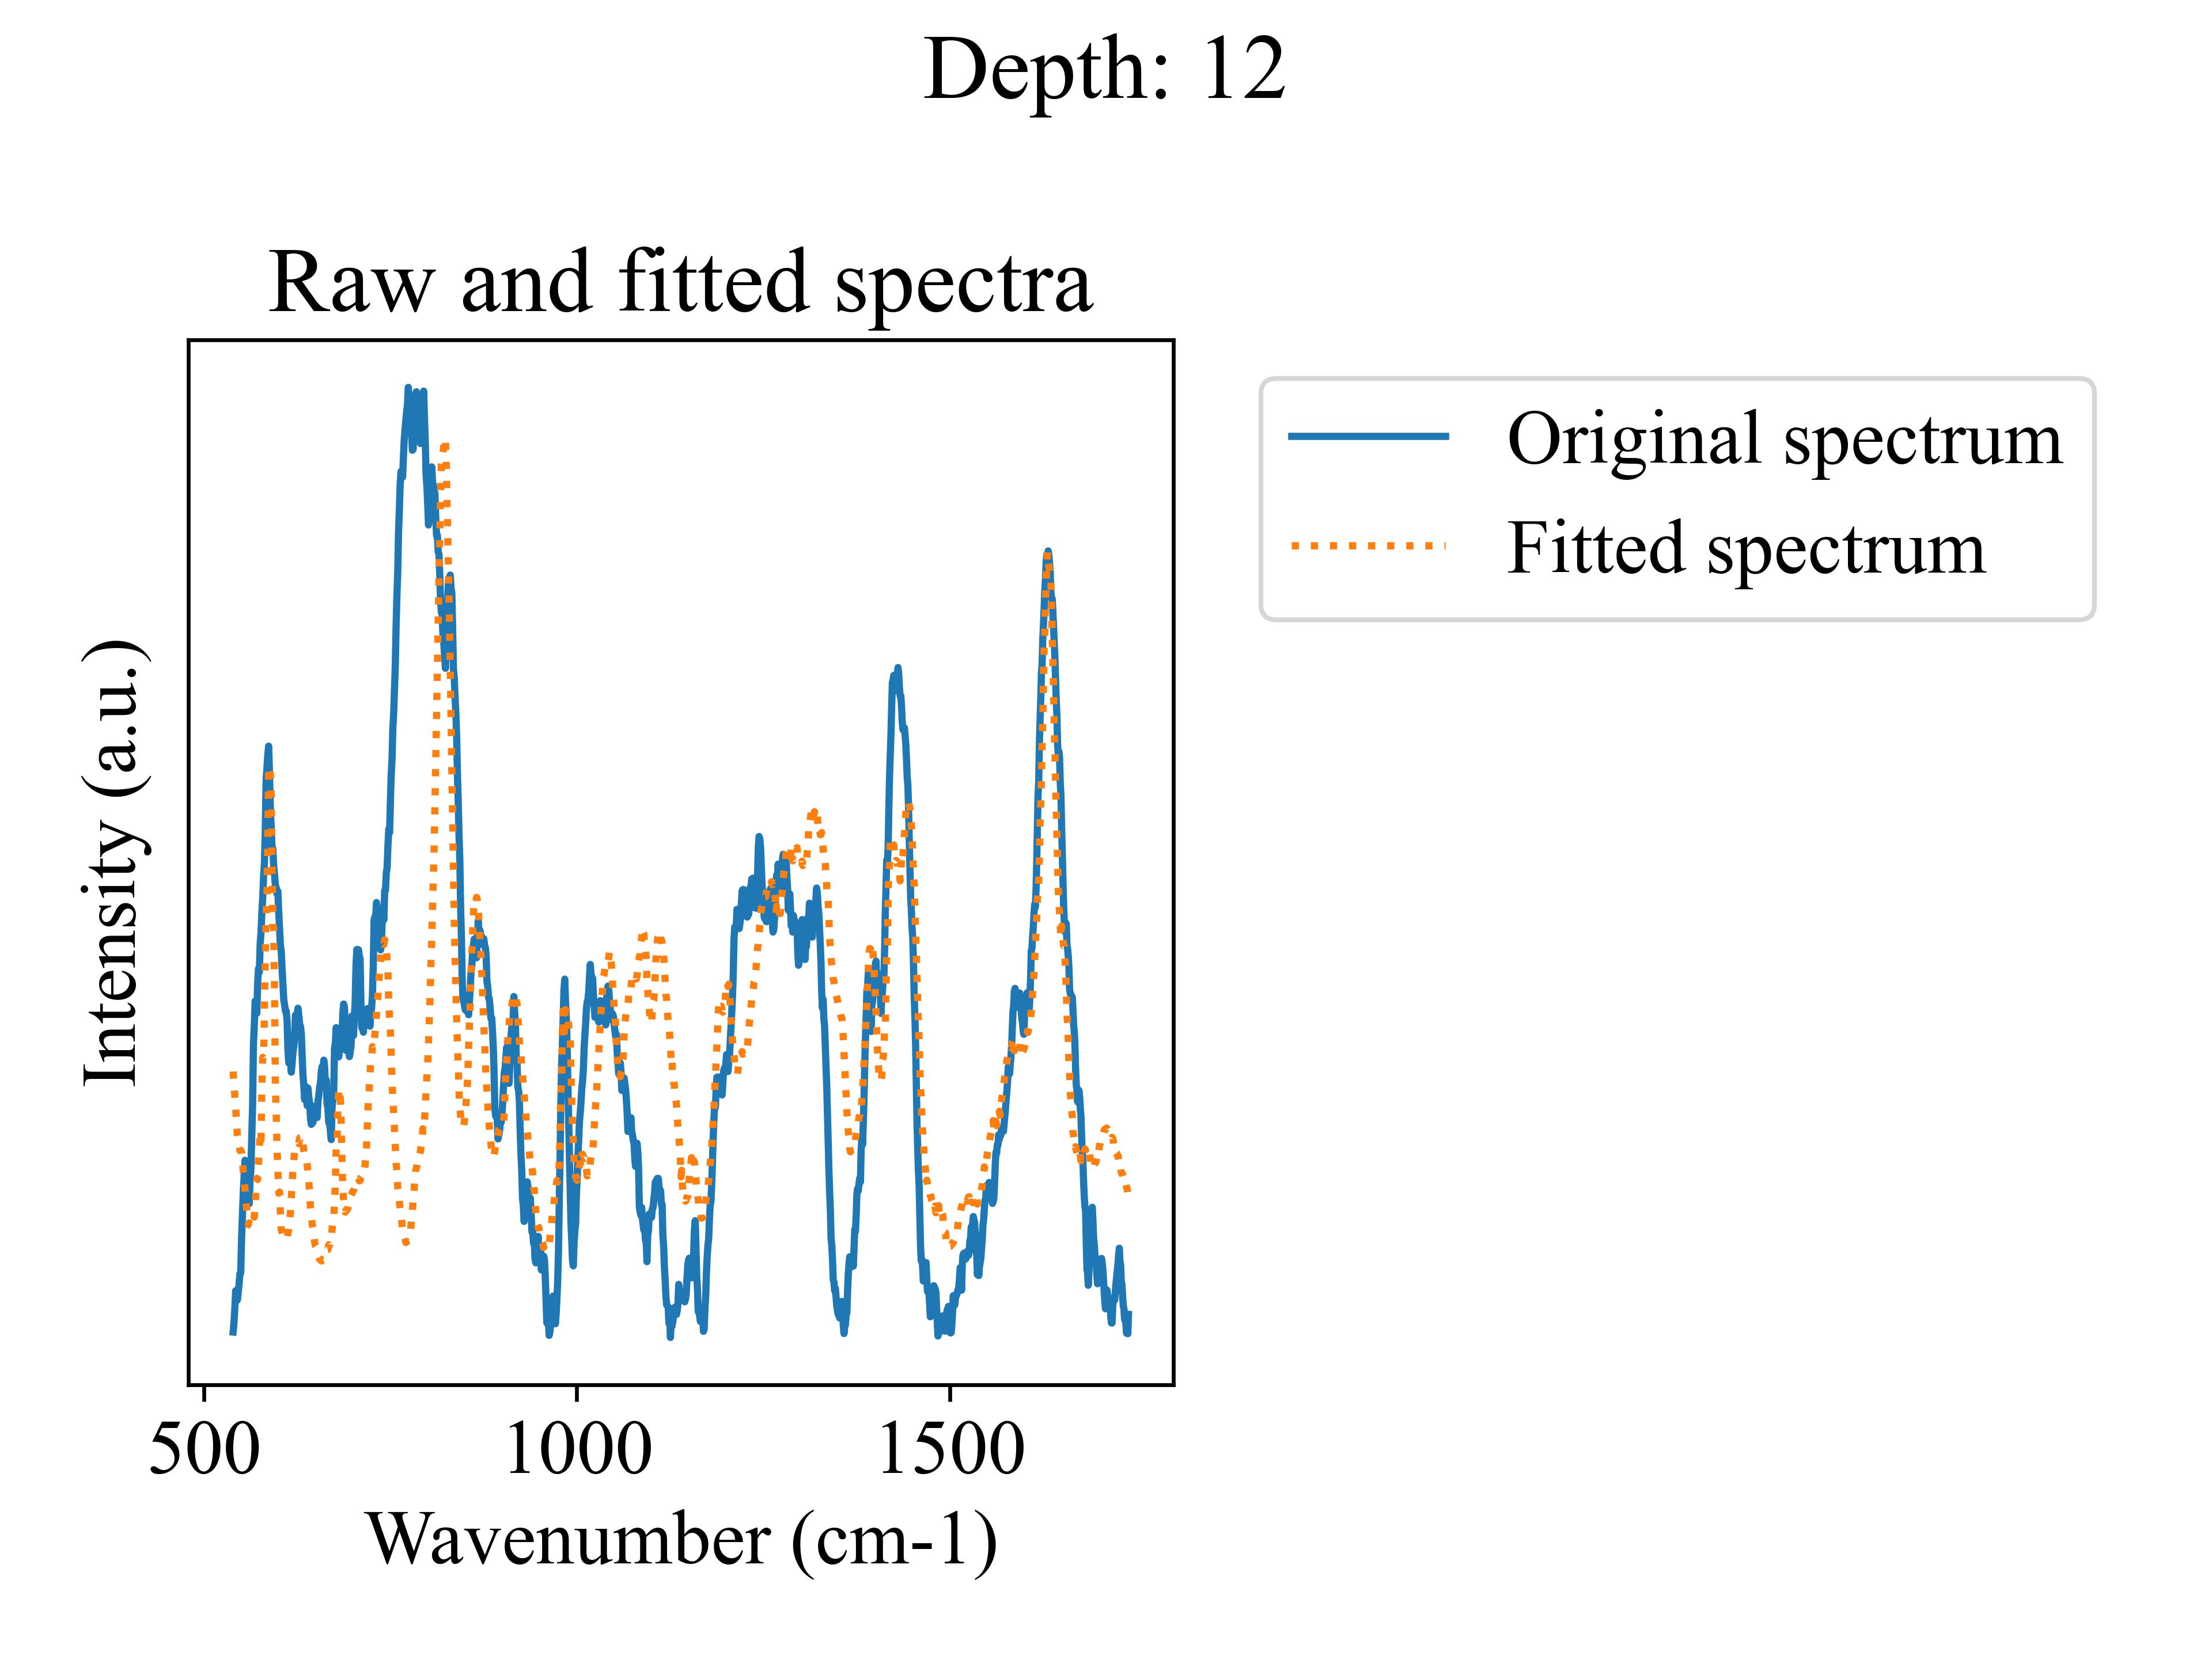 Depth: 12
Raw and fitted spectra
Original spectrum
Fitted spectrum
Intensity (a.u.)
500 1000 1500
Wavenumber (cm-1)